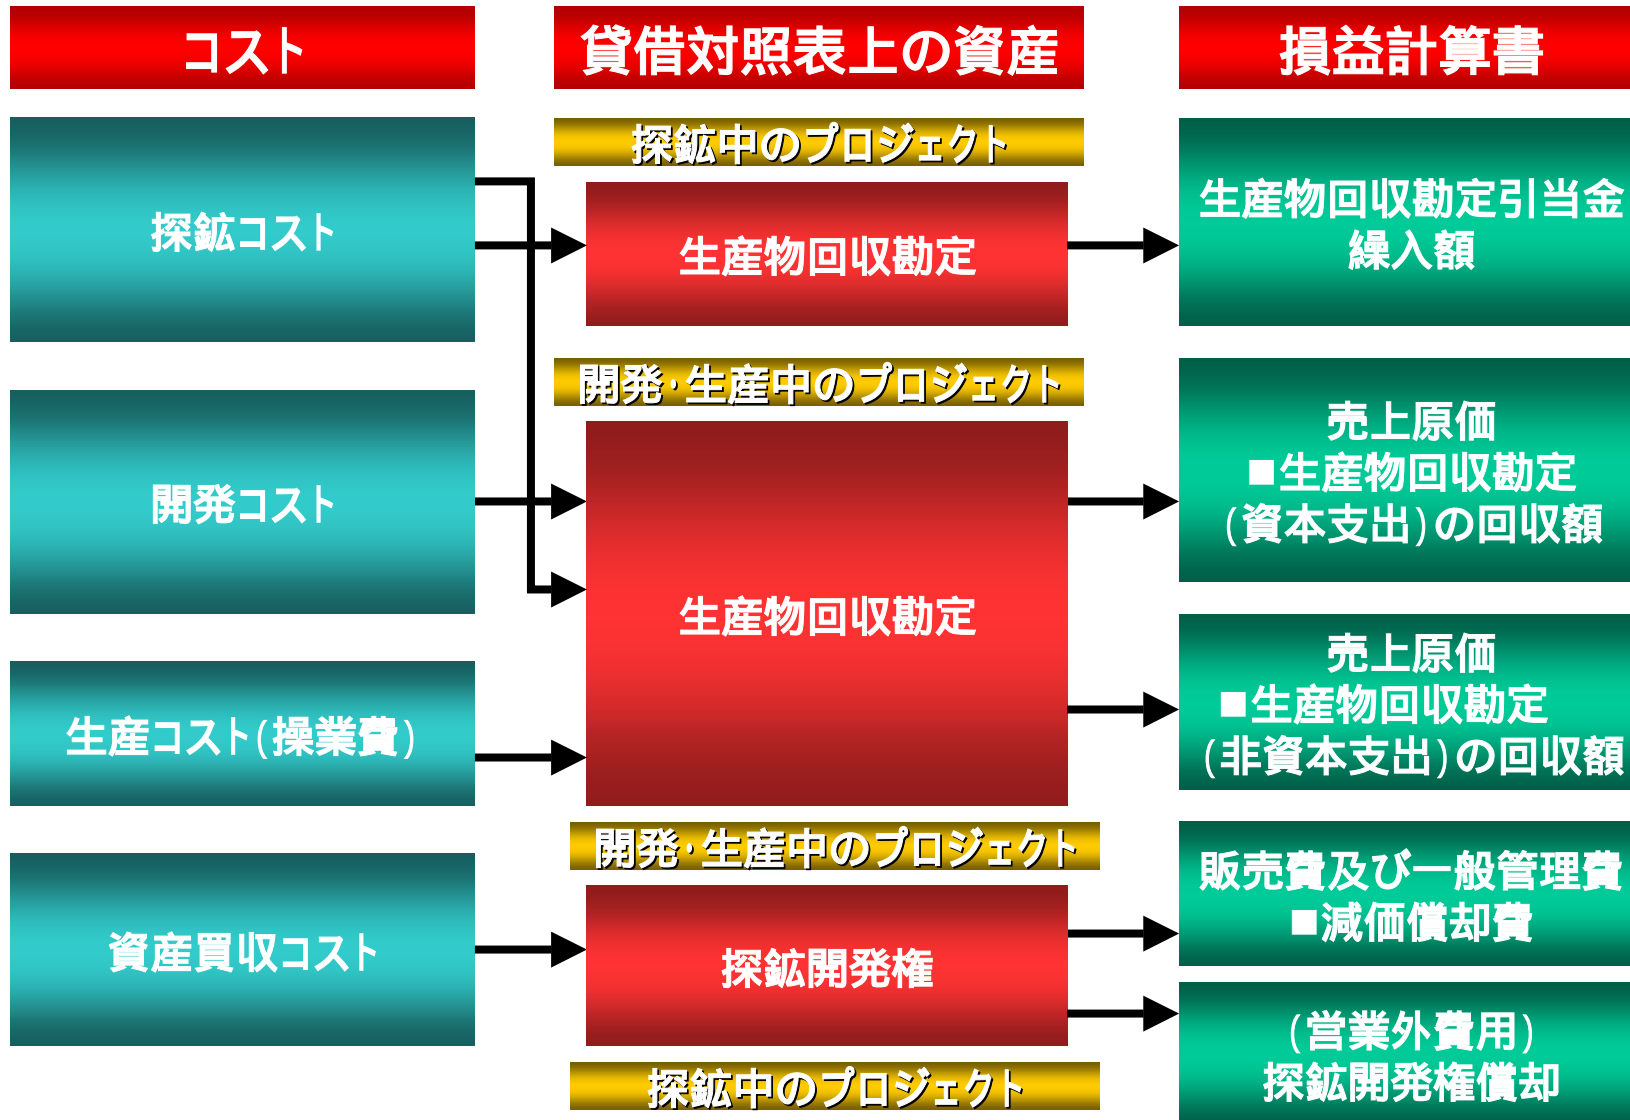 コスト
貸借対照表上の資産
損益計算書
探鉱コスト
開発コスト
生産コスト(操業費)
資産買収コスト
探鉱中のプロジェクト
生産物回収勘定
開発･生産中のプロジェクト
生産物回収勘定
開発･生産中のプロジェクト
探鉱開発権
探鉱中のプロジェクト
生産物回収勘定引当金
繰入額
売上原価
■生産物回収勘定
(資本支出)の回収額
売上原価
■生産物回収勘定
(非資本支出)の回収額
販売費及び一般管理費
■減価償却費
(営業外費用)
探鉱開発権償却